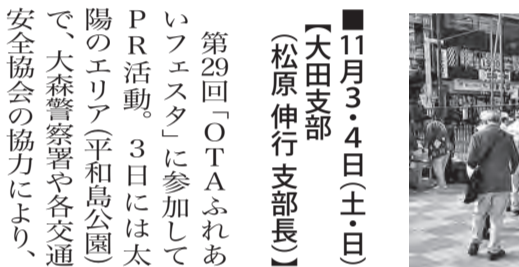 ■11月3・4日(土・日)
【大田支部
(松原 伸行 支部長)】
第29回「OTAふれあ
いフェスタ」に参加して
PR活動。 3日には太
陽のエリア(平和島公園)
で、大森警察署や各交通
安全協会の協力により、